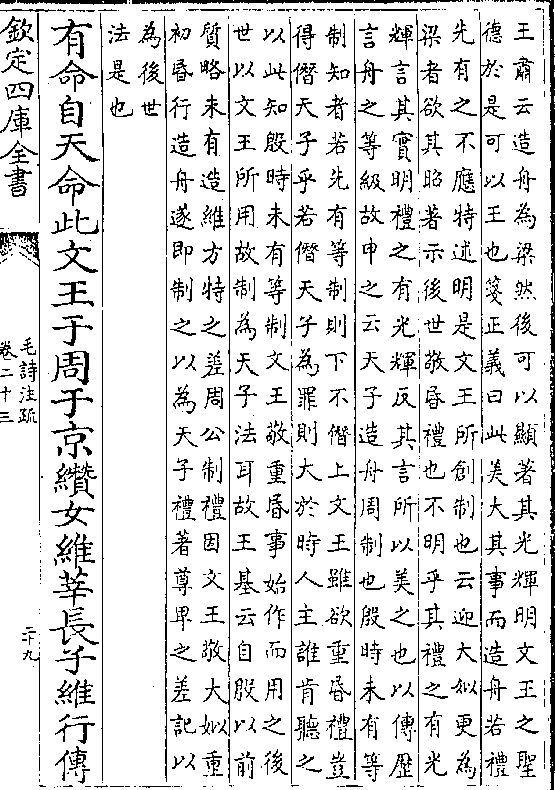 王肅云造舟為梁然後可以顯著其光輝明文王之聖
德於是可以王也箋正義曰此美大其事而造舟若禮
先有之不應特述明是文王所創制也云迎大姒更為
梁者欲其昭著示後世敬昏禮也不明乎其禮之有光
輝言其實明禮之有光輝反其言所以美之也以傳歷
言舟之等級故申之云天子造舟周制也殷時未有等
制知者若先有等制則下不僭上文王雖欲重昏禮豈
得僭天子乎若僭天子為罪則大於時人主誰肯聽之
以此知殷時未有等制文王敬重昏事始作而用之後
世以文王所用故制為天子法耳故王基云自殷以前
質略未有造維方特之差周公制禮因文王敬大姒重
初昏行造舟遂即制之以為天子禮著尊卑之差記以
為後世
法是也
有命自天命此文王于周于京纘女維莘長子維行傳
欽定四庫全書
毛詩注疏
卷二十三
二十九